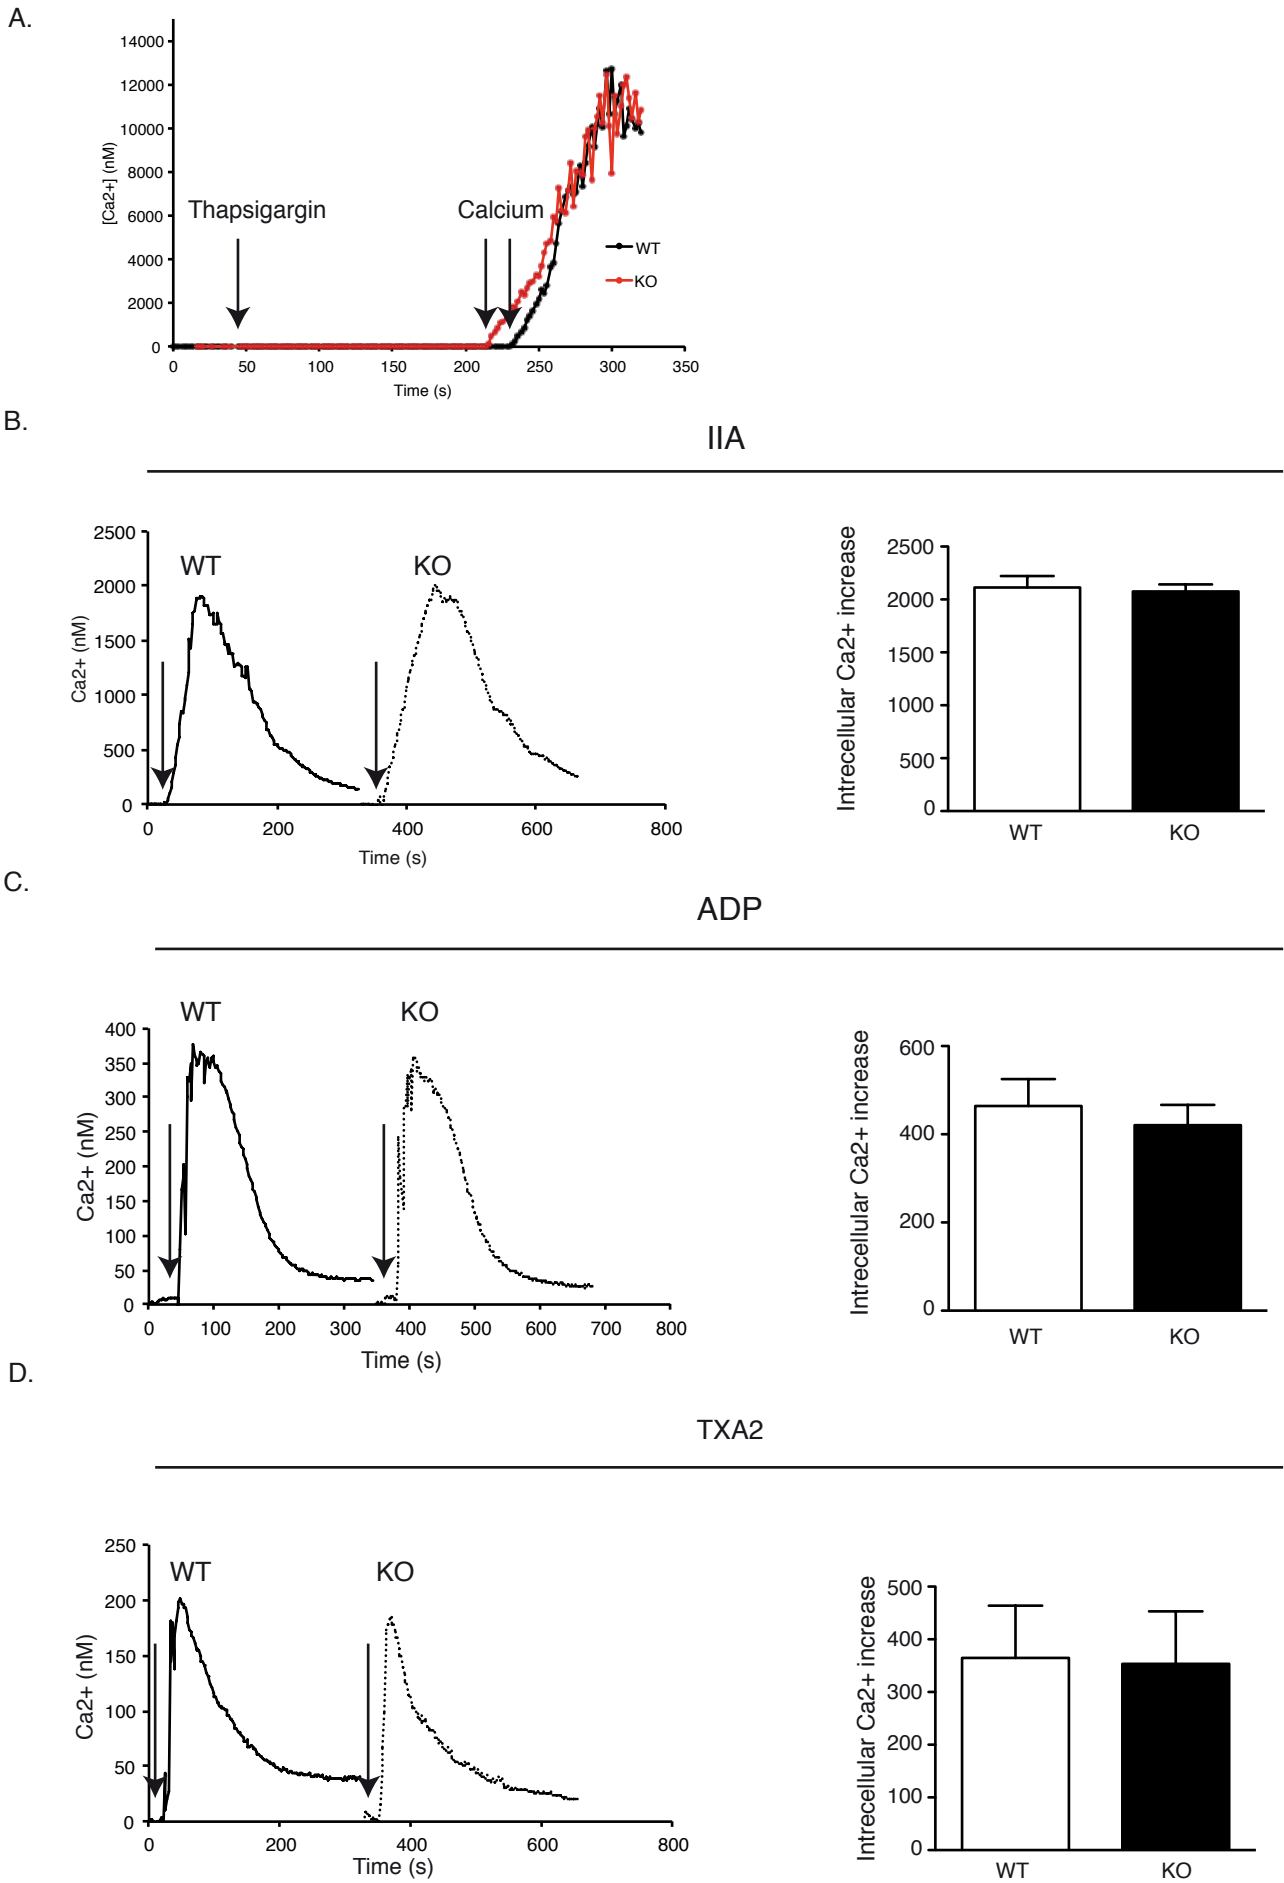 A.
14000
12000
10000
8000
6000
4000
2000
0
[Ca2+] (nM)
Thapsigargin
Calcium
WT
KO
0 50 100 150 200 250 300 350
Time (s)
B.
IIA
2500
2000
1500
1000
500
0
Ca2+ (nM)
WT
KO
0 200 400 600 800
Time (s)
Intrecellular Ca2+ increase
2500
2000
1500
1000
500
0
WT KO
C.
ADP
400
350
300
250
200
150
100
50
0
Ca2+ (nM)
WT
KO
0 100 200 300 400 500 600 700 800
Time (s)
Intrecellular Ca2+ increase
600
400
200
0
WT KO
D.
TXA2
250
200
150
100
50
0
Ca2+ (nM)
WT
KO
0 200 400 600 800
Time (s)
Intrecellular Ca2+ increase
500
400
300
200
100
0
WT KO